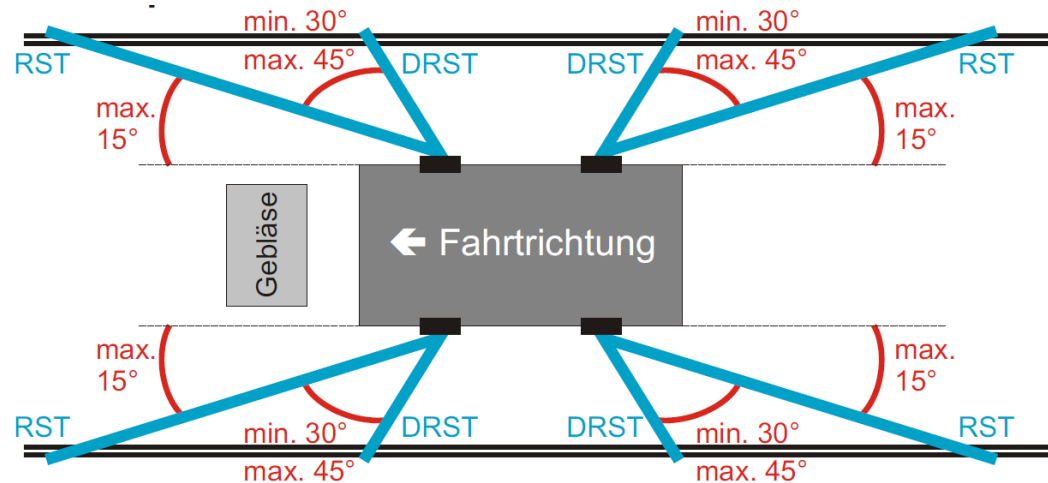 min. 30° min. 30°
RST max. 45° DRST DRST max. 45° RST
max.
15°
max.
15°
Gebläse
← Fahrtrichtung
max.
15°
max.
15°
RST min. 30° DRST DRST min. 30° RST
max. 45° max. 45°